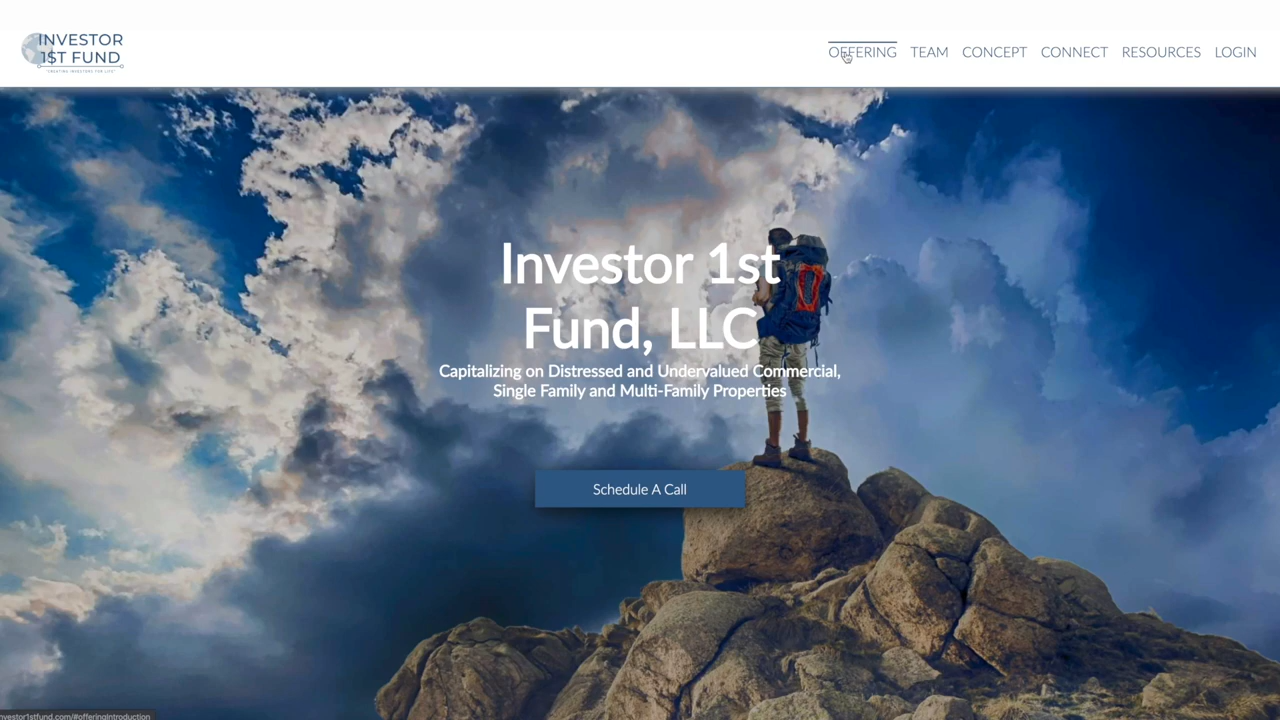 INVESTOR
1ST FUND
"CREATING INVESTORS FOR LIFE"
OFFERING TEAM CONCEPT CONNECT RESOURCES LOGIN
Investor 1st
Fund, LLC
Capitalizing on Distressed and Undervalued Commercial,
Single Family and Multi-Family Properties
Schedule A Call
nvestor1stfund.com/#offeringIntroduction